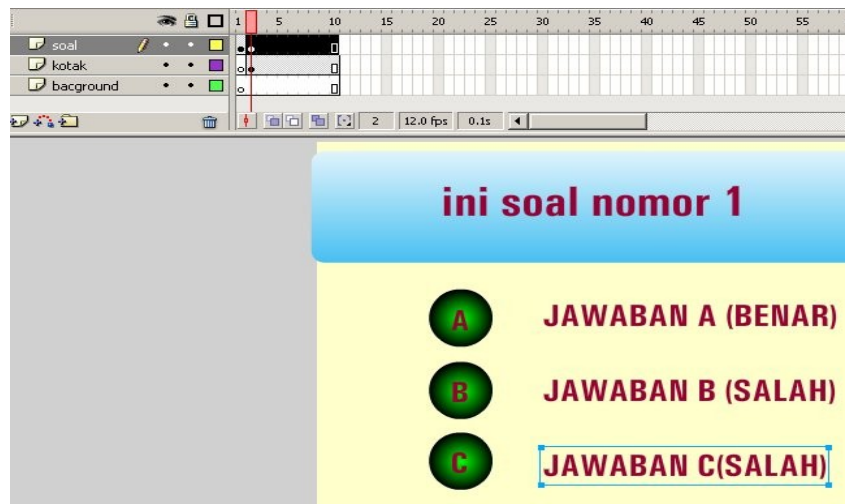 1 5 10 15 20 25 30 35 40 45 50 55
soal
kotak
bacground
2 12.0 fps 0.1s
ini soal nomor 1
A JAWABAN A (BENAR)
B JAWABAN B (SALAH)
C JAWABAN C(SALAH)